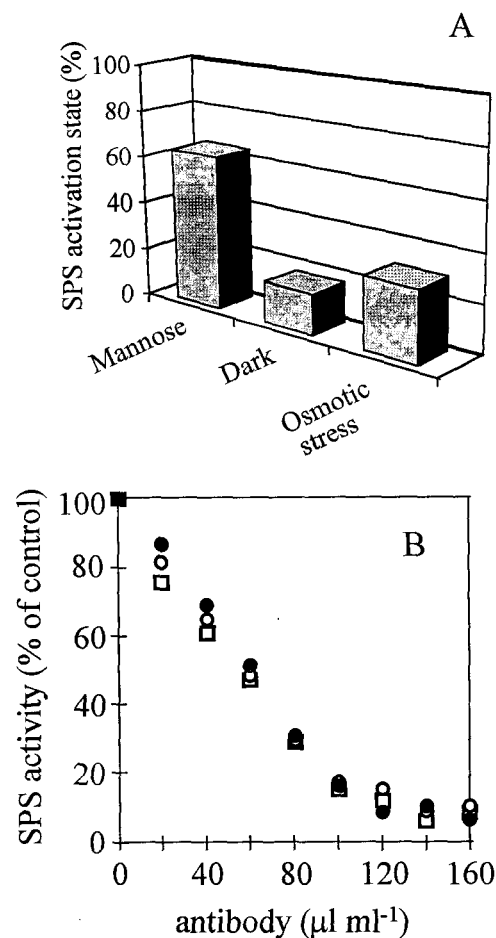 A
SPS activation state (%)
100
80
60
40
20
0
Mannose
Dark
Osmotic
stress
B
SPS activity (% of control)
100
80
60
40
20
0
0
40
80
120
160
antibody (µl ml-1)